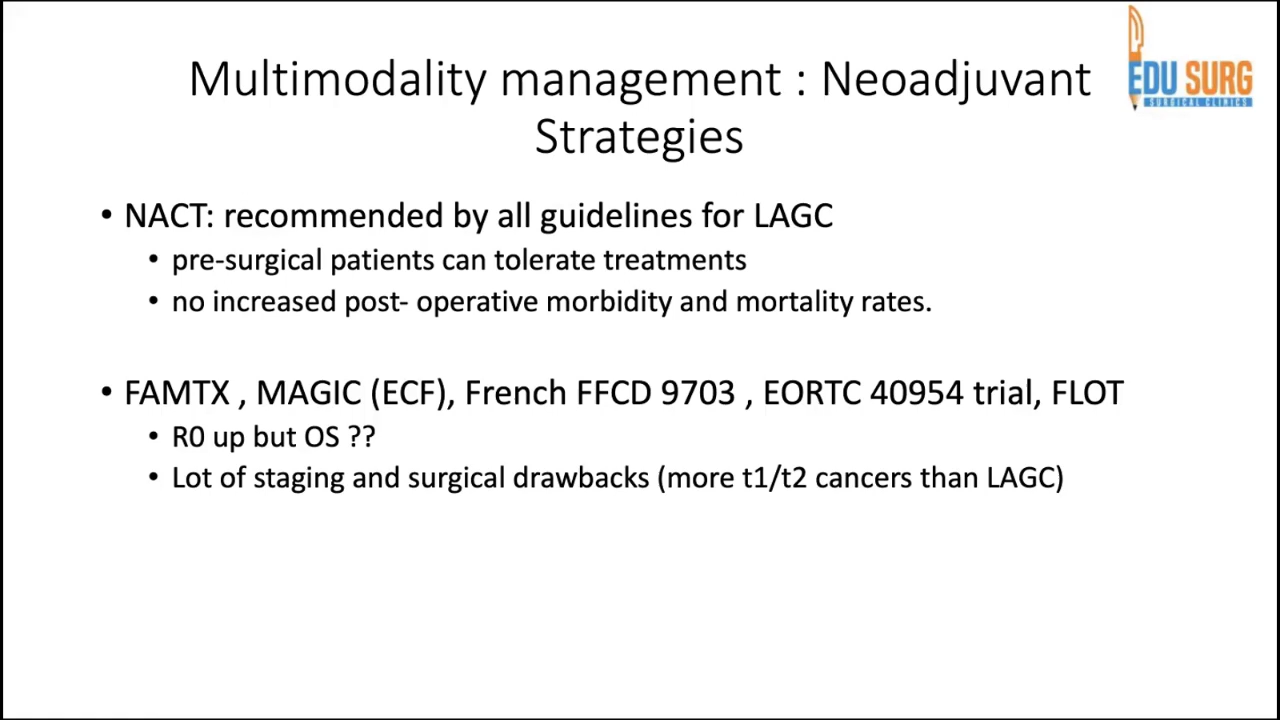 Multimodality management : Neoadjuvant
Strategies
EDU SURG
SURGICAL CLINICS
• NACT: recommended by all guidelines for LAGC
• pre-surgical patients can tolerate treatments
• no increased post- operative morbidity and mortality rates.
• FAMTX , MAGIC (ECF), French FFCD 9703 , EORTC 40954 trial, FLOT
• R0 up but OS ??
• Lot of staging and surgical drawbacks (more t1/t2 cancers than LAGC)